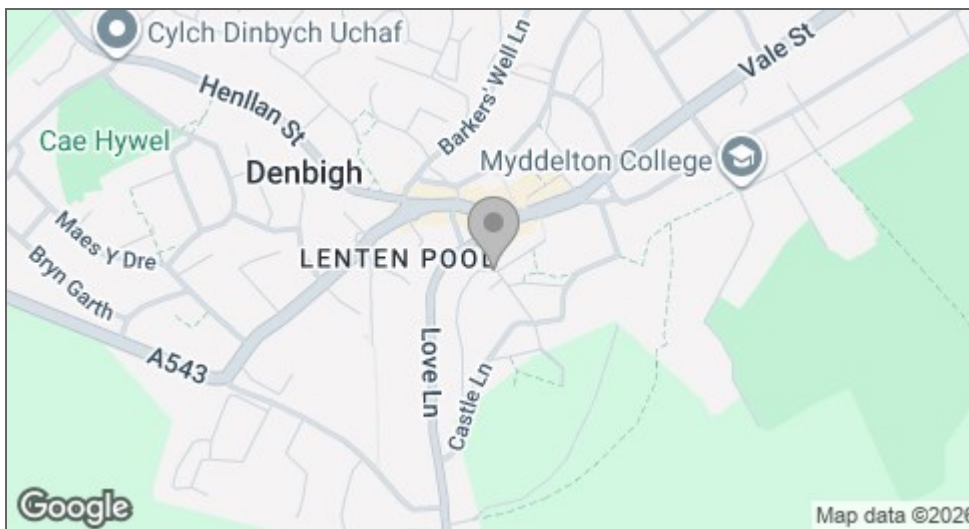 Cylch Dinbych Uchaf
Vale St
Henllan St
Barkers' Well Ln
Cae Hywel
Myddelton College
Denbigh
Maes Y Dre
LENTEN POOL
Bryn Garth
A543
Love Ln
Castle Ln
Google
Map data ©2026